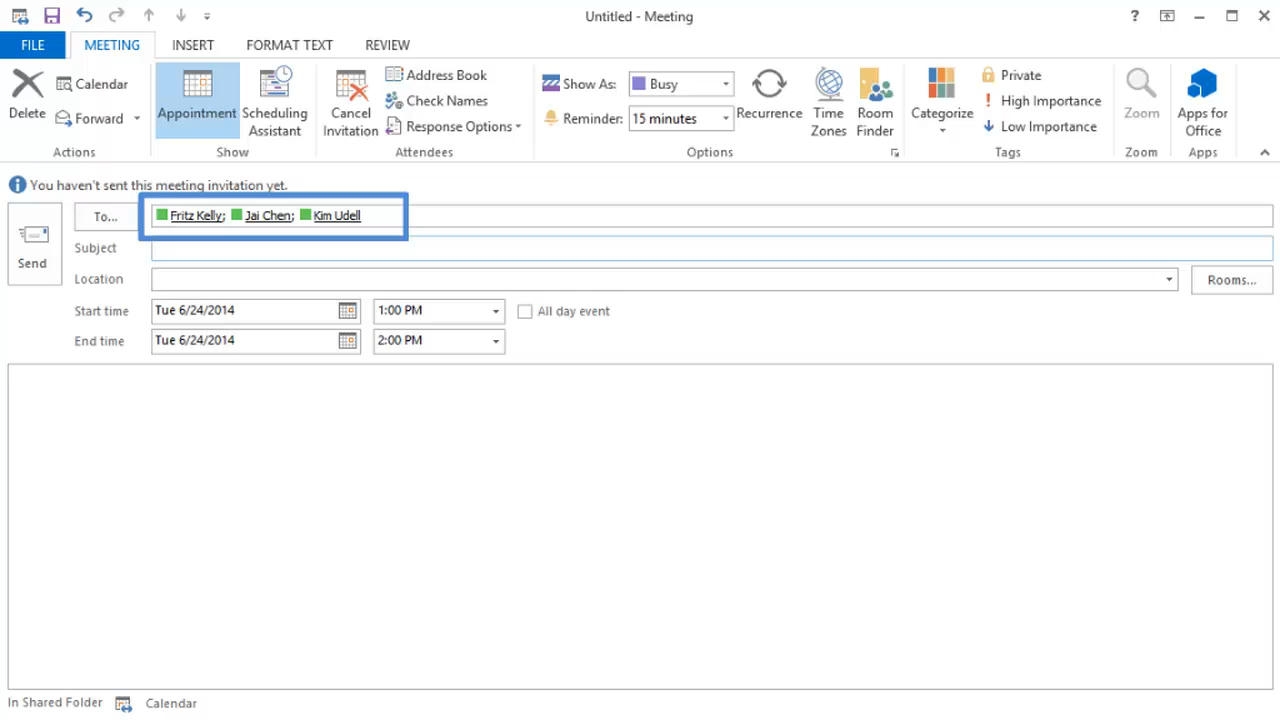 Untitled - Meeting
?
FILE MEETING INSERT FORMAT TEXT REVIEW
Delete
Calendar
Forward
Actions
Appointment
Scheduling
Assistant
Show
Cancel
Invitation
Address Book
Check Names
Response Options
Attendees
Show As: Busy
Reminder: 15 minutes
Recurrence
Time
Zones
Room
Finder
Options
Categorize
Private
High Importance
Low Importance
Tags
Zoom
Zoom
Apps for
Office
Apps
You haven't sent this meeting invitation yet.
Send
To... Fritz Kelly; Jai Chen; Kim Udell
Subject
Location Rooms...
Start time Tue 6/24/2014 1:00 PM All day event
End time Tue 6/24/2014 2:00 PM
In Shared Folder Calendar